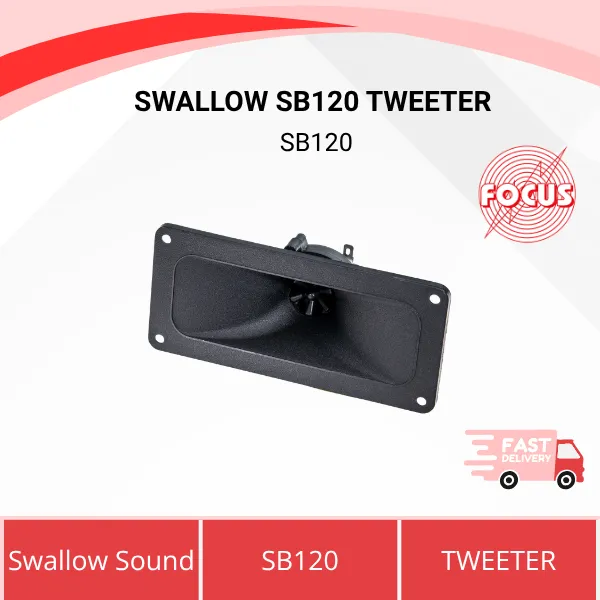 SWALLOW SB120 TWEETER
SB120
FOCUS
FAST
DELIVERY
Swallow Sound
SB120
TWEETER